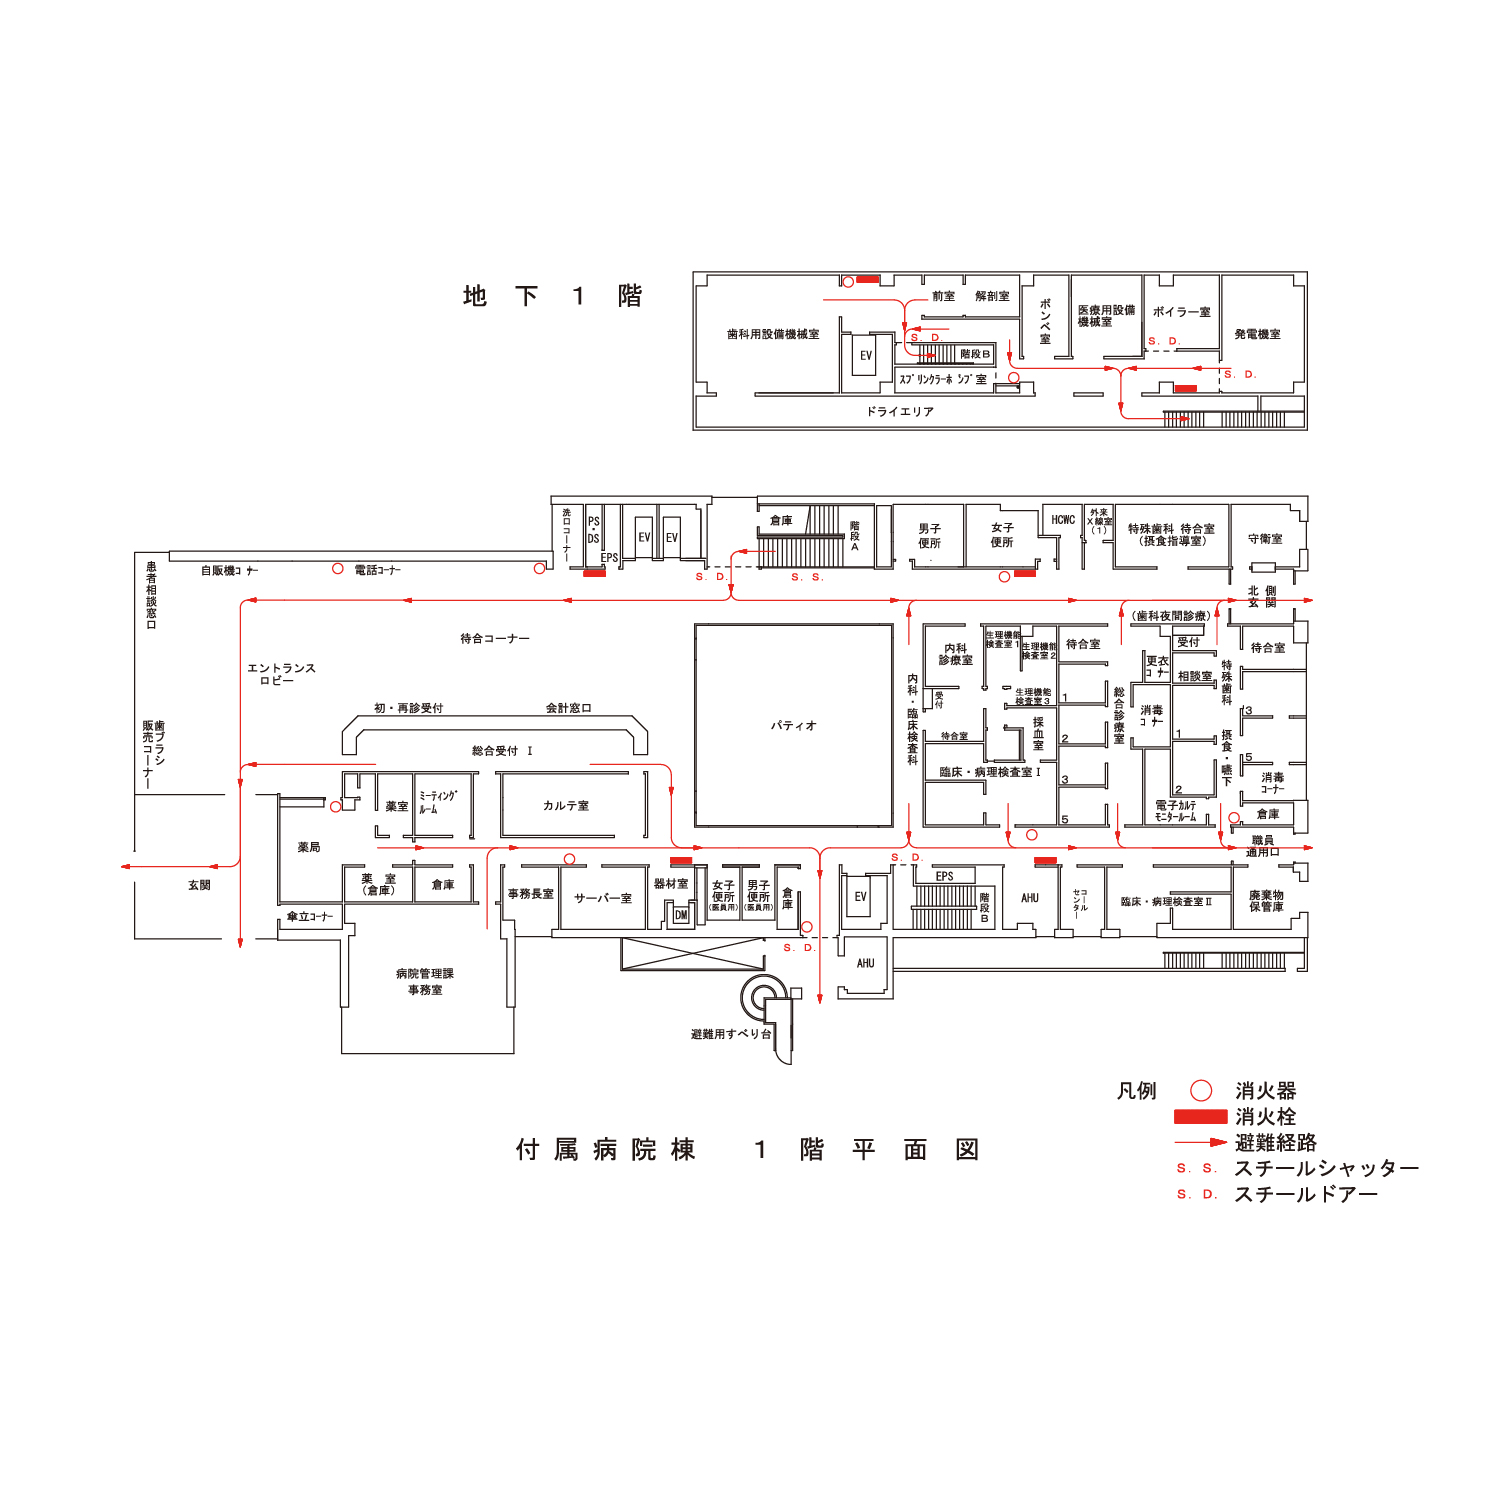 地下1階
歯科用設備機械室
EV
前室
解剖室
S. D.
階段B
スプリンクラーポンプ室
ボンベ室
医療用設備
機械室
ボイラー室
S. D.
発電機室
S. D.
ドライエリア
洗口コーナー
PS・DS
EPS
EV
EV
倉庫
階段A
男子
便所
女子
便所
HCWC
外来
X線室
(1)
特殊歯科 待合室
(摂食指導室)
守衛室
患者相談窓口
自販機コーナー
電話コーナー
S. D.
S. S.
北側
玄関
(歯科夜間診療)
待合コーナー
エントランス
ロビー
パティオ
内科
診療室
生理機能
検査室1
生理機能
検査室2
生理機能
検査室3
待合室
更衣
コーナー
受付
相談室
特殊歯科
待合室
内科・臨床検査科
受付
待合室
採血室
臨床・病理検査室Ⅰ
総合診療室
1
2
3
5
消毒
コーナー
1
2
摂食・嚥下
3
5
消毒
コーナー
電子カルテ
モニタールーム
倉庫
歯ブラシ
販売コーナー
初・再診受付
会計窓口
総合受付 Ⅰ
薬室
ミーティング
ルーム
カルテ室
薬局
職員
通用口
玄関
薬 室
(倉庫)
倉庫
傘立コーナー
事務長室
サーバー室
器材室
DM
女子
便所
(医員用)
男子
便所
(医員用)
倉庫
EV
S. D.
EPS
階段B
AHU
コールセンター
臨床・病理検査室Ⅱ
廃棄物
保管庫
S. D.
AHU
病院管理課
事務室
避難用すべり台
付属病院棟 1階平面図
凡例
消火器
消火栓
避難経路
S. S. スチールシャッター
S. D. スチールドアー